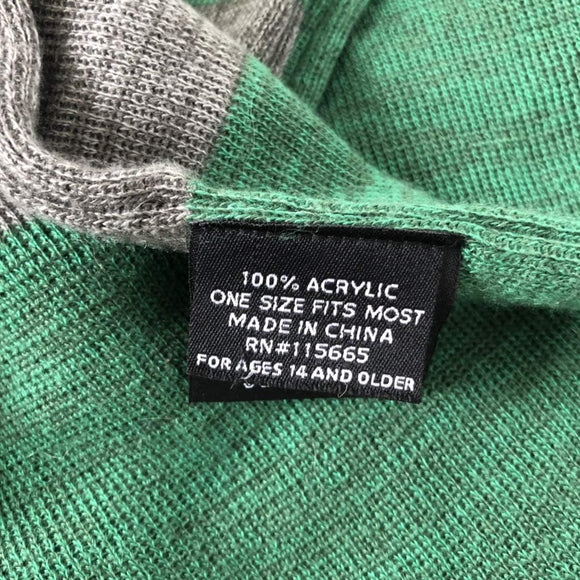 100% ACRYLIC
ONE SIZE FITS MOST
MADE IN CHINA
RN#115665
FOR AGES 14 AND OLDER